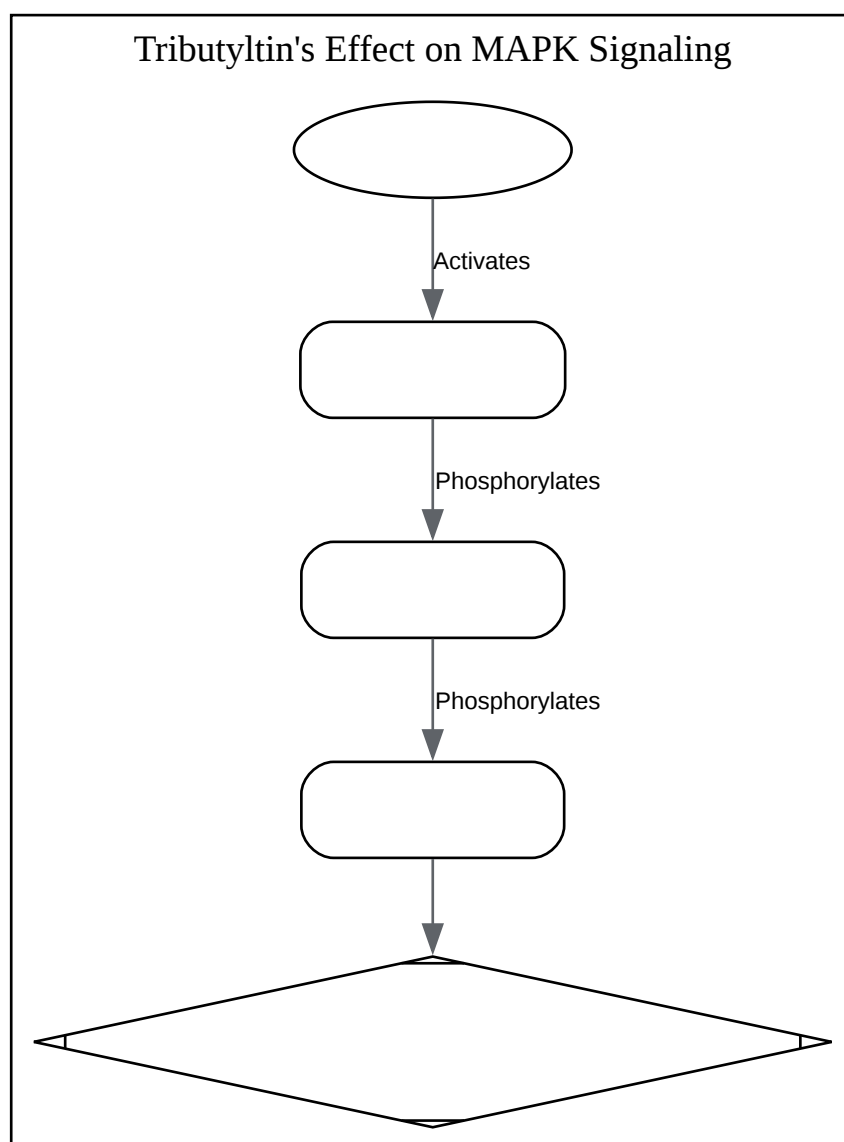 Tributyltin's Effect on MAPK Signaling
Activates
Phosphorylates
Phosphorylates